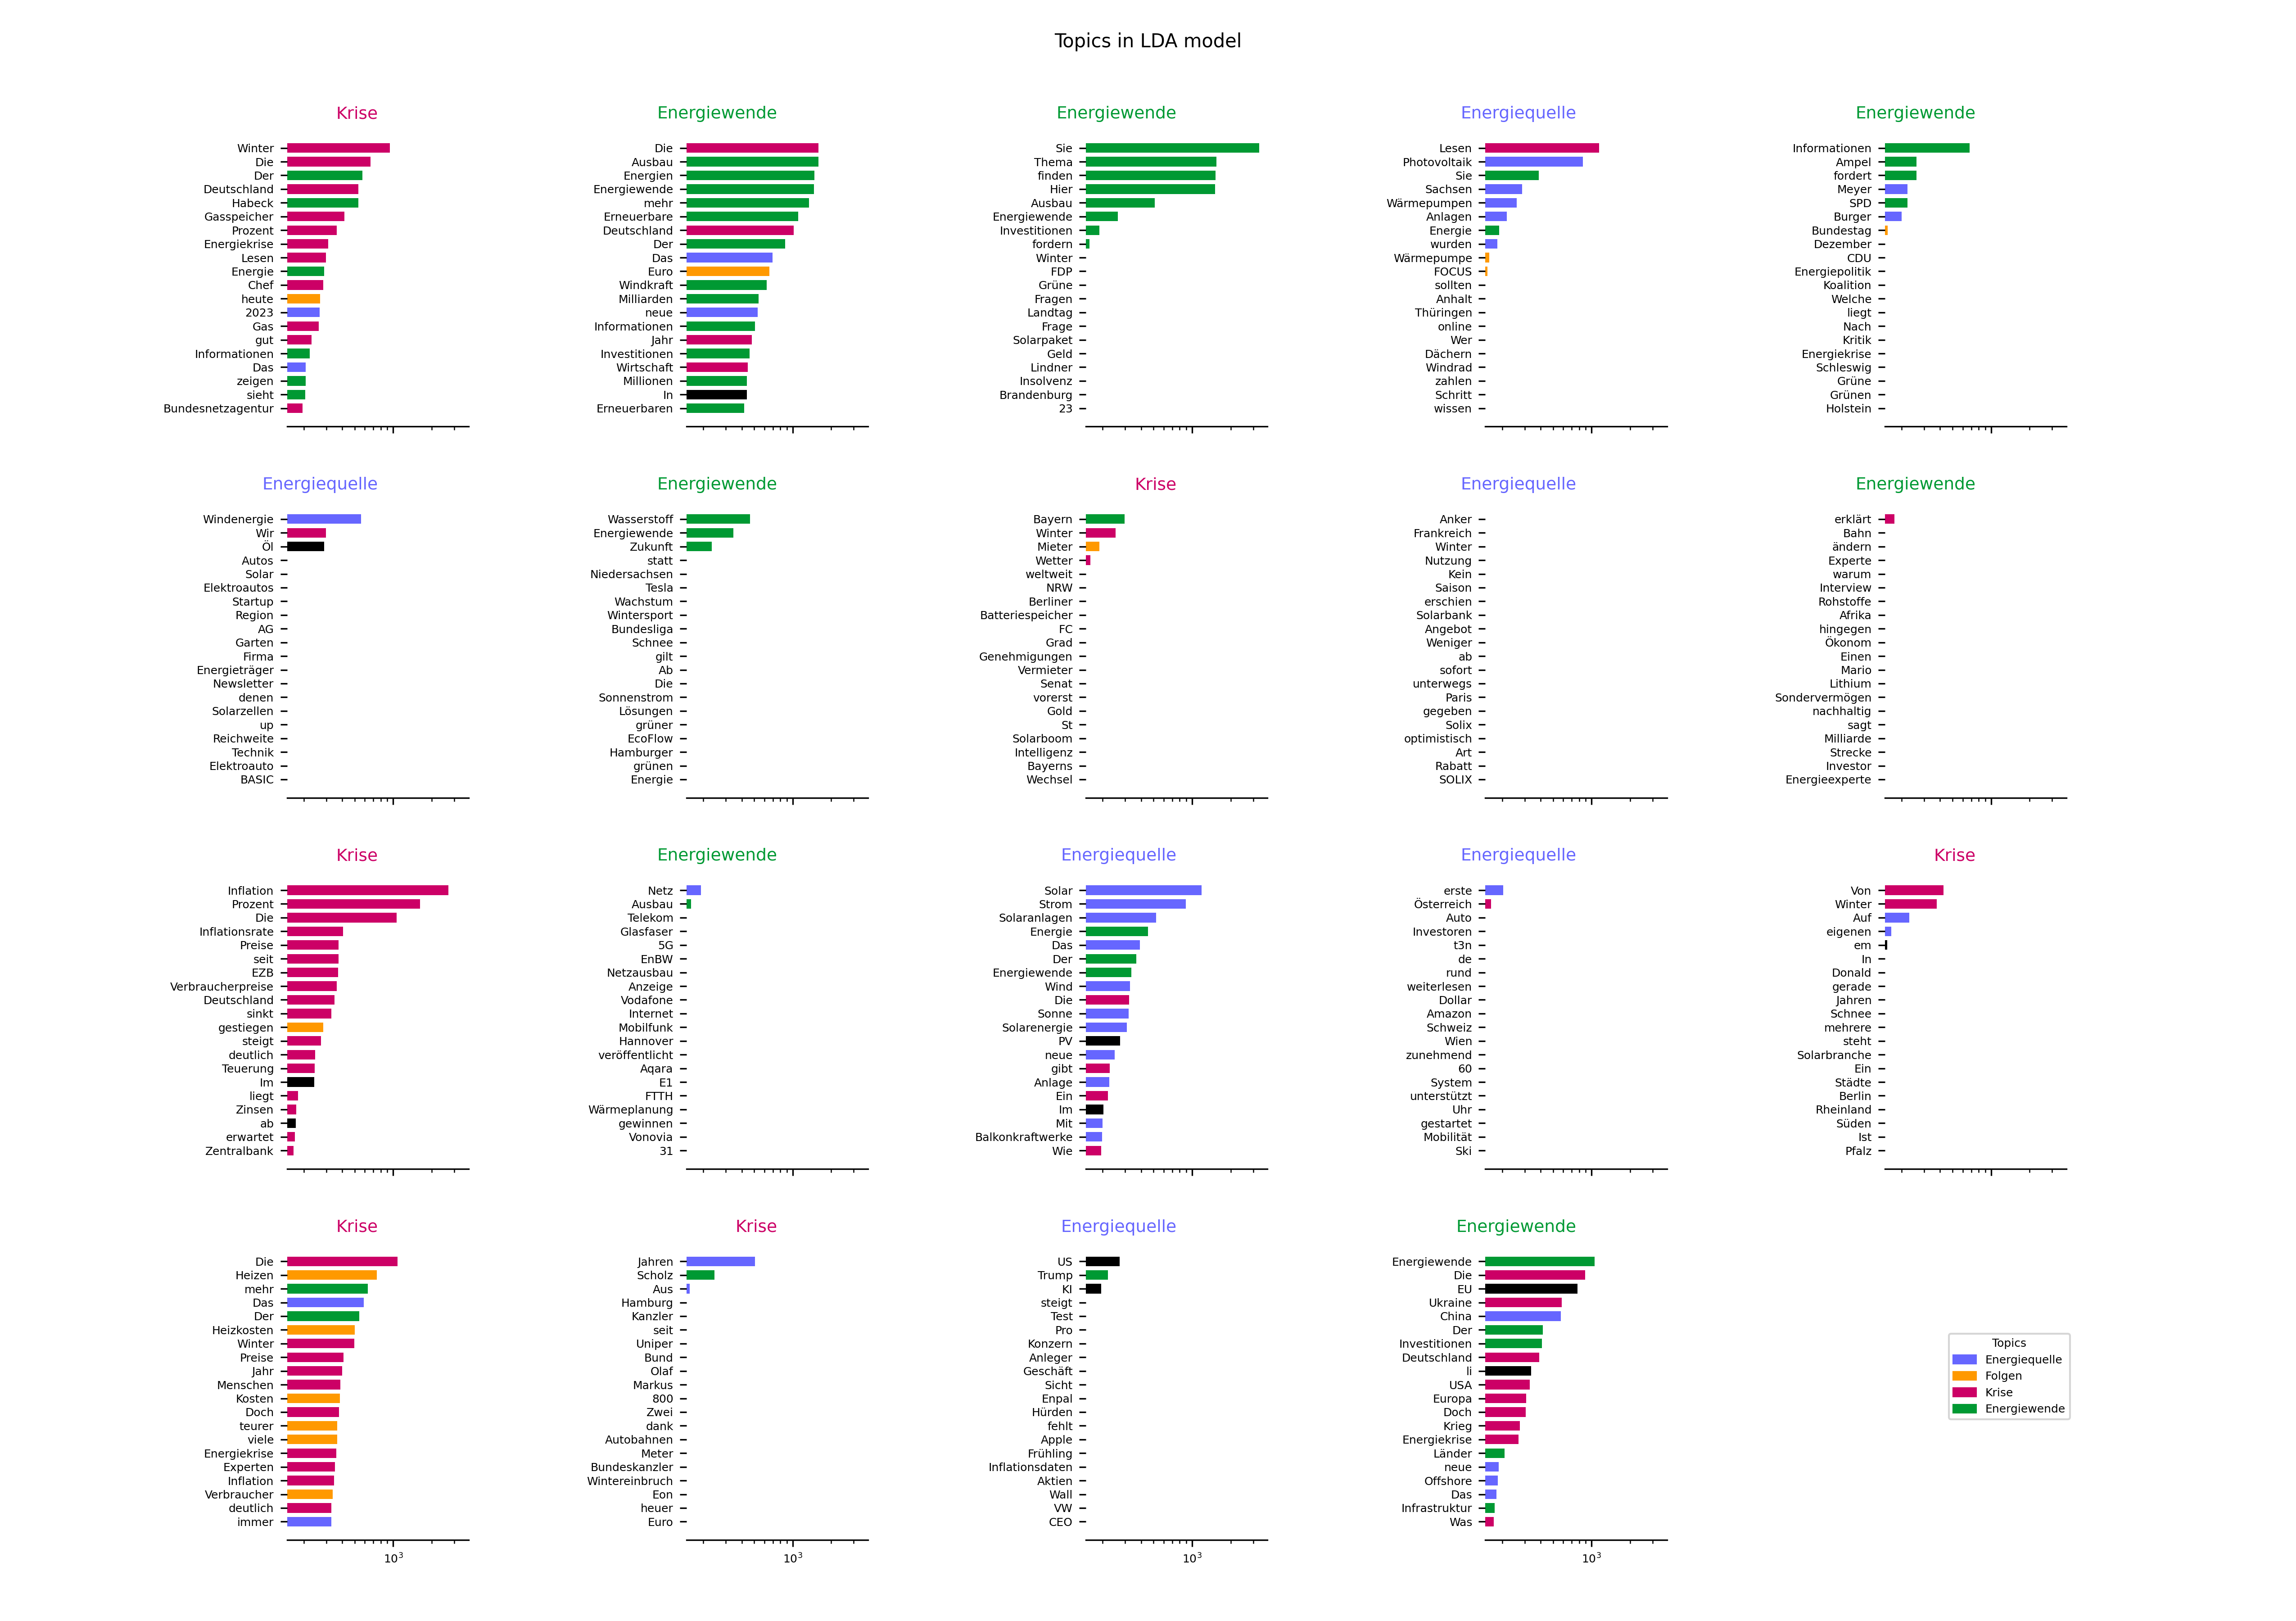 Topics in LDA model
Krise
Winter
Die
Der
Deutschland
Habeck
Gasspeicher
Prozent
Energiekrise
Lesen
Energie
Chef
heute
2023
Gas
gut
Informationen
Das
zeigen
sieht
Bundesnetzagentur
Energiewende
Die
Ausbau
Energien
Energiewende
mehr
Erneuerbare
Deutschland
Der
Das
Euro
Windkraft
Milliarden
neue
Informationen
Jahr
Investitionen
Wirtschaft
Millionen
In
Erneuerbaren
Energiewende
Sie
Thema
finden
Hier
Ausbau
Energiewende
Investitionen
fordern
Winter
FDP
Grüne
Fragen
Landtag
Frage
Solarpaket
Geld
Lindner
Insolvenz
Brandenburg
23
Energiequelle
Lesen
Photovoltaik
Sie
Sachsen
Wärmepumpen
Anlagen
Energie
wurden
Wärmepumpe
FOCUS
sollten
Anhalt
Thüringen
online
Wer
Dächern
Windrad
zahlen
Schritt
wissen
Energiewende
Informationen
Ampel
fordert
Meyer
SPD
Burger
Bundestag
Dezember
CDU
Energiepolitik
Koalition
Welche
liegt
Nach
Kritik
Energiekrise
Schleswig
Grüne
Grünen
Holstein
Energiequelle
Windenergie
Wir
Öl
Autos
Solar
Elektroautos
Startup
Region
AG
Garten
Firma
Energieträger
Newsletter
denen
Solarzellen
up
Reichweite
Technik
Elektroauto
BASIC
Energiewende
Wasserstoff
Energiewende
Zukunft
statt
Niedersachsen
Tesla
Wachstum
Wintersport
Bundesliga
Schnee
gilt
Ab
Die
Sonnenstrom
Lösungen
grüner
EcoFlow
Hamburger
grünen
Energie
Krise
Bayern
Winter
Mieter
Wetter
weltweit
NRW
Berliner
Batteriespeicher
FC
Grad
Genehmigungen
Vermieter
Senat
vorerst
Gold
St
Solarboom
Intelligenz
Bayerns
Wechsel
Energiequelle
Anker
Frankreich
Winter
Nutzung
Kein
Saison
erschien
Solarbank
Angebot
Weniger
ab
sofort
unterwegs
Paris
gegeben
Solix
optimistisch
Art
Rabatt
SOLIX
Energiewende
erklärt
Bahn
ändern
Experte
warum
Interview
Rohstoffe
Afrika
hingegen
Ökonom
Einen
Mario
Lithium
Sondervermögen
nachhaltig
sagt
Milliarde
Strecke
Investor
Energieexperte
Krise
Inflation
Prozent
Die
Inflationsrate
Preise
seit
EZB
Verbraucherpreise
Deutschland
sinkt
gestiegen
steigt
deutlich
Teuerung
Im
liegt
Zinsen
ab
erwartet
Zentralbank
Energiewende
Netz
Ausbau
Telekom
Glasfaser
5G
EnBW
Netzausbau
Anzeige
Vodafone
Internet
Mobilfunk
Hannover
veröffentlicht
Aqara
E1
FTTH
Wärmeplanung
gewinnen
Vonovia
31
Energiequelle
Solar
Strom
Solaranlagen
Energie
Das
Der
Energiewende
Wind
Die
Sonne
Solarenergie
PV
neue
gibt
Anlage
Ein
Im
Mit
Balkonkraftwerke
Wie
Energiequelle
erste
Österreich
Auto
Investoren
t3n
de
rund
weiterlesen
Dollar
Amazon
Schweiz
Wien
zunehmend
60
System
unterstützt
Uhr
gestartet
Mobilität
Ski
Krise
Von
Winter
Auf
eigenen
em
In
Donald
gerade
Jahren
Schnee
mehrere
steht
Solarbranche
Ein
Städte
Berlin
Rheinland
Süden
Ist
Pfalz
Krise
Die
Heizen
mehr
Das
Der
Heizkosten
Winter
Preise
Jahr
Menschen
Kosten
Doch
teurer
viele
Energiekrise
Experten
Inflation
Verbraucher
deutlich
immer
10³
Krise
Jahren
Scholz
Aus
Hamburg
Kanzler
seit
Uniper
Bund
Olaf
Markus
800
Zwei
dank
Autobahnen
Meter
Bundeskanzler
Wintereinbruch
Eon
heuer
Euro
10³
Energiequelle
US
Trump
KI
steigt
Test
Pro
Konzern
Anleger
Geschäft
Sicht
Enpal
Hürden
fehlt
Apple
Frühling
Inflationsdaten
Aktien
Wall
VW
CEO
10³
Energiewende
Energiewende
Die
EU
Ukraine
China
Der
Investitionen
Deutschland
li
USA
Europa
Doch
Krieg
Energiekrise
Länder
neue
Offshore
Das
Infrastruktur
Was
10³
Topics
Energiequelle
Folgen
Krise
Energiewende